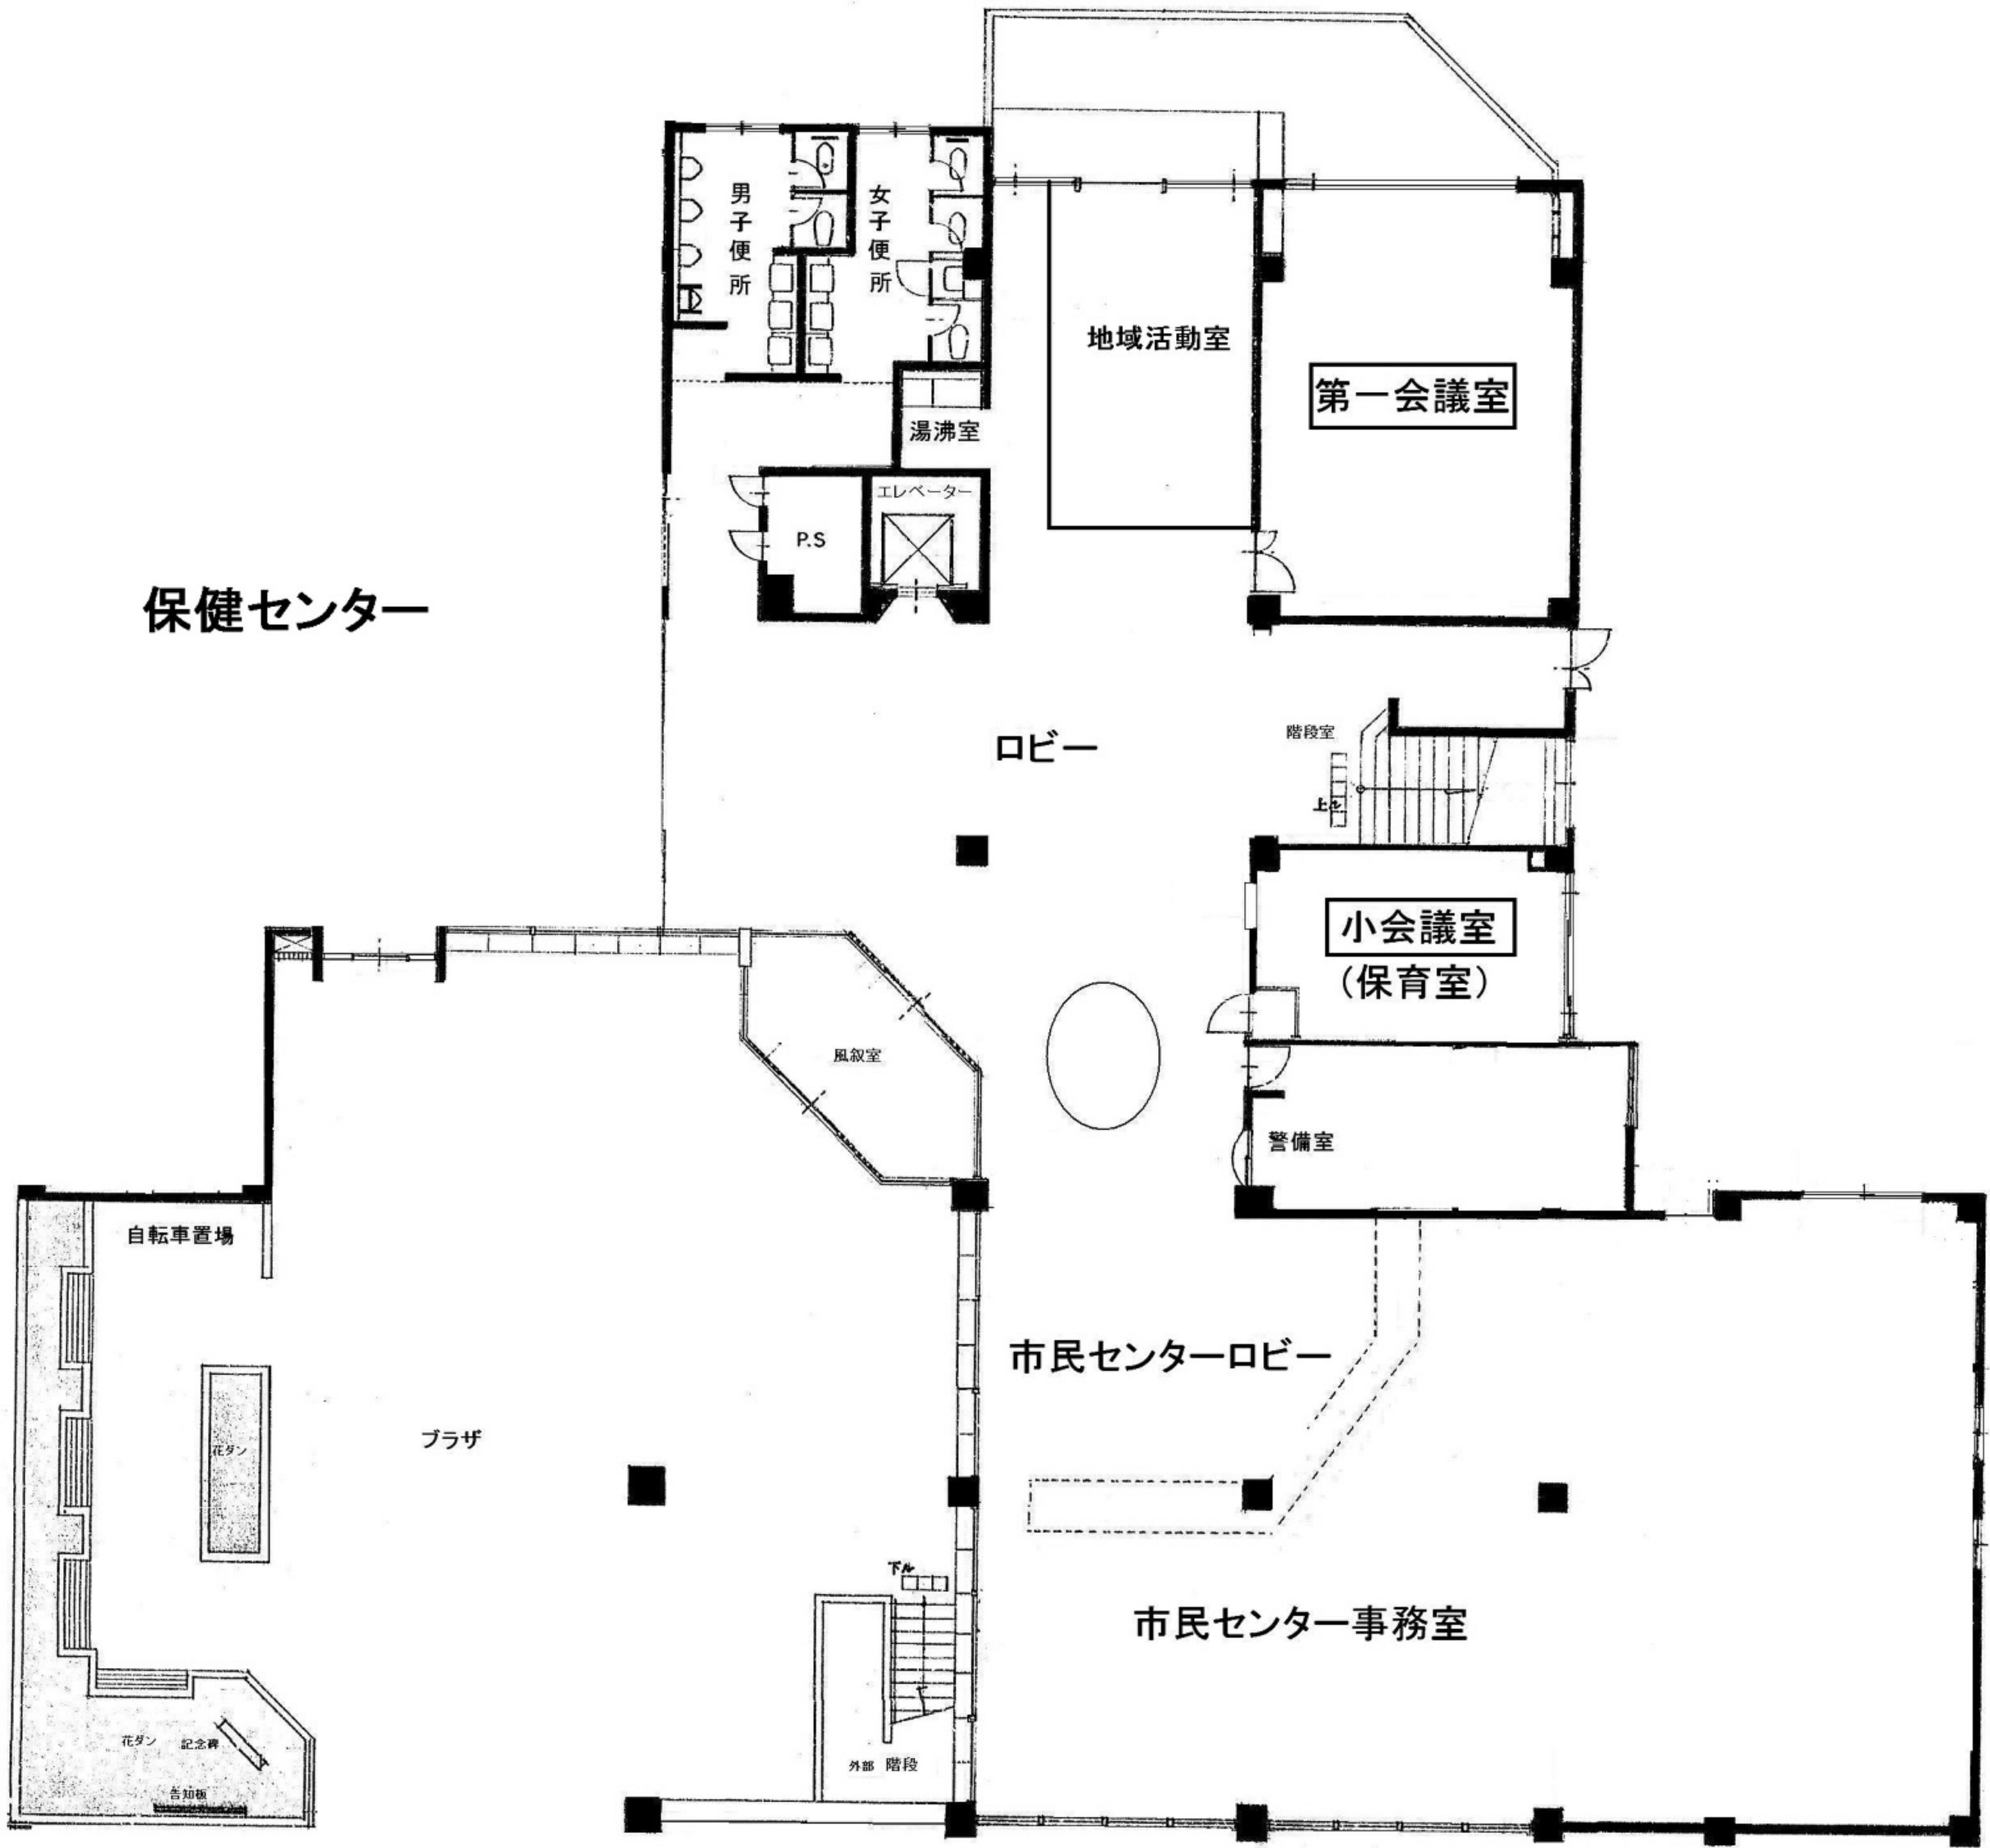 男子便所
女子便所
地域活動室
第一会議室
湯沸室
エレベーター
P.S
保健センター
階段室
ロビー
上ル
小会議室
(保育室)
風叙室
警備室
自転車置場
市民センターロビー
プラザ
花ダン
下ル
市民センター事務室
花ダン
記念碑
外部 階段
告知板